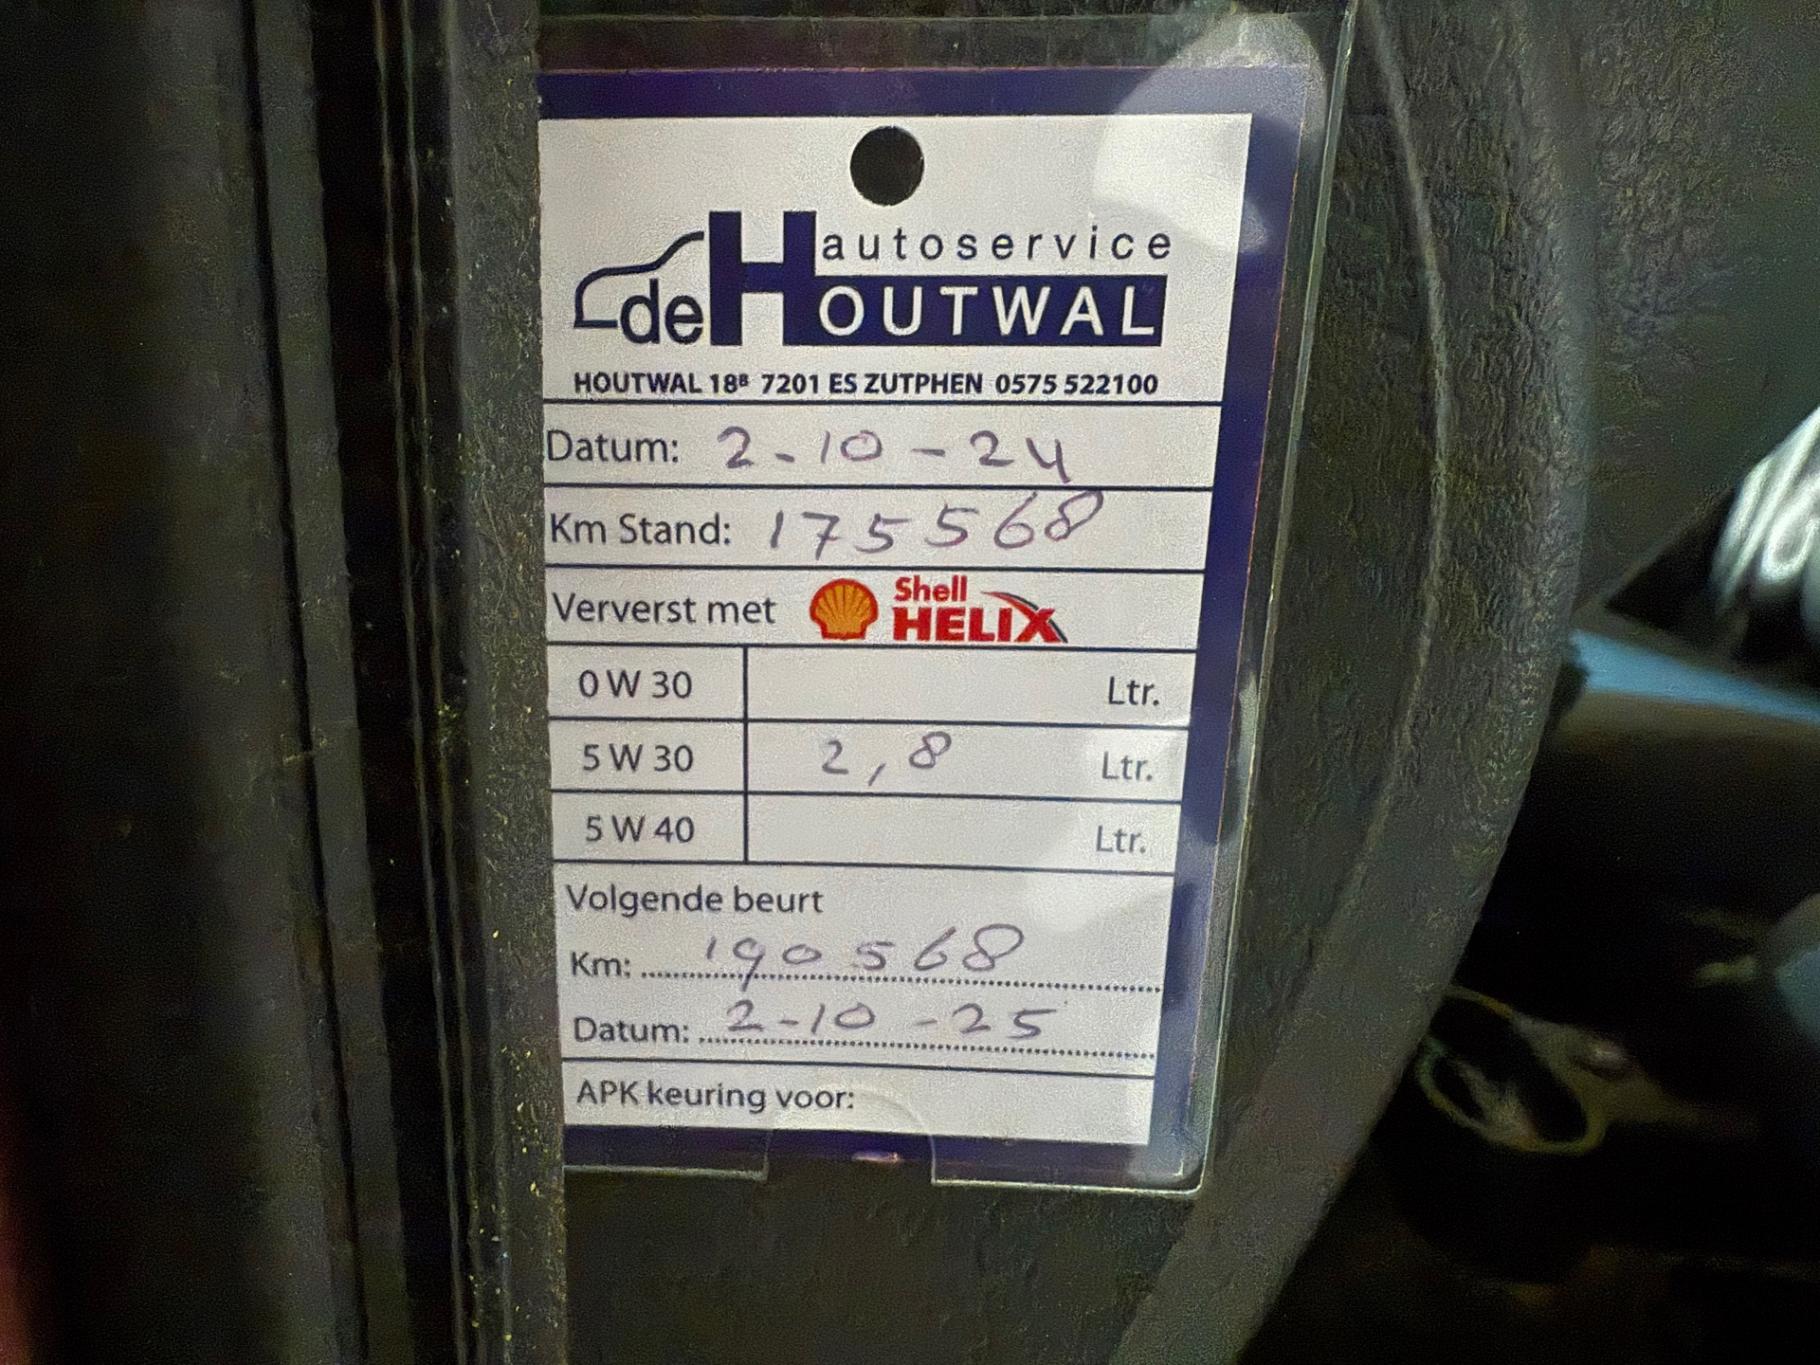 autoservice
de HOUTWAL
HOUTWAL 18B 7201 ES ZUTPHEN 0575 522100
Datum: 2-10-24
Km Stand: 175568
Ververst met Shell HELIX
0 W 30 Ltr.
5 W 30 2,8 Ltr.
5 W 40 Ltr.
Volgende beurt
Km: 190568
Datum: 2-10-25
APK keuring voor: